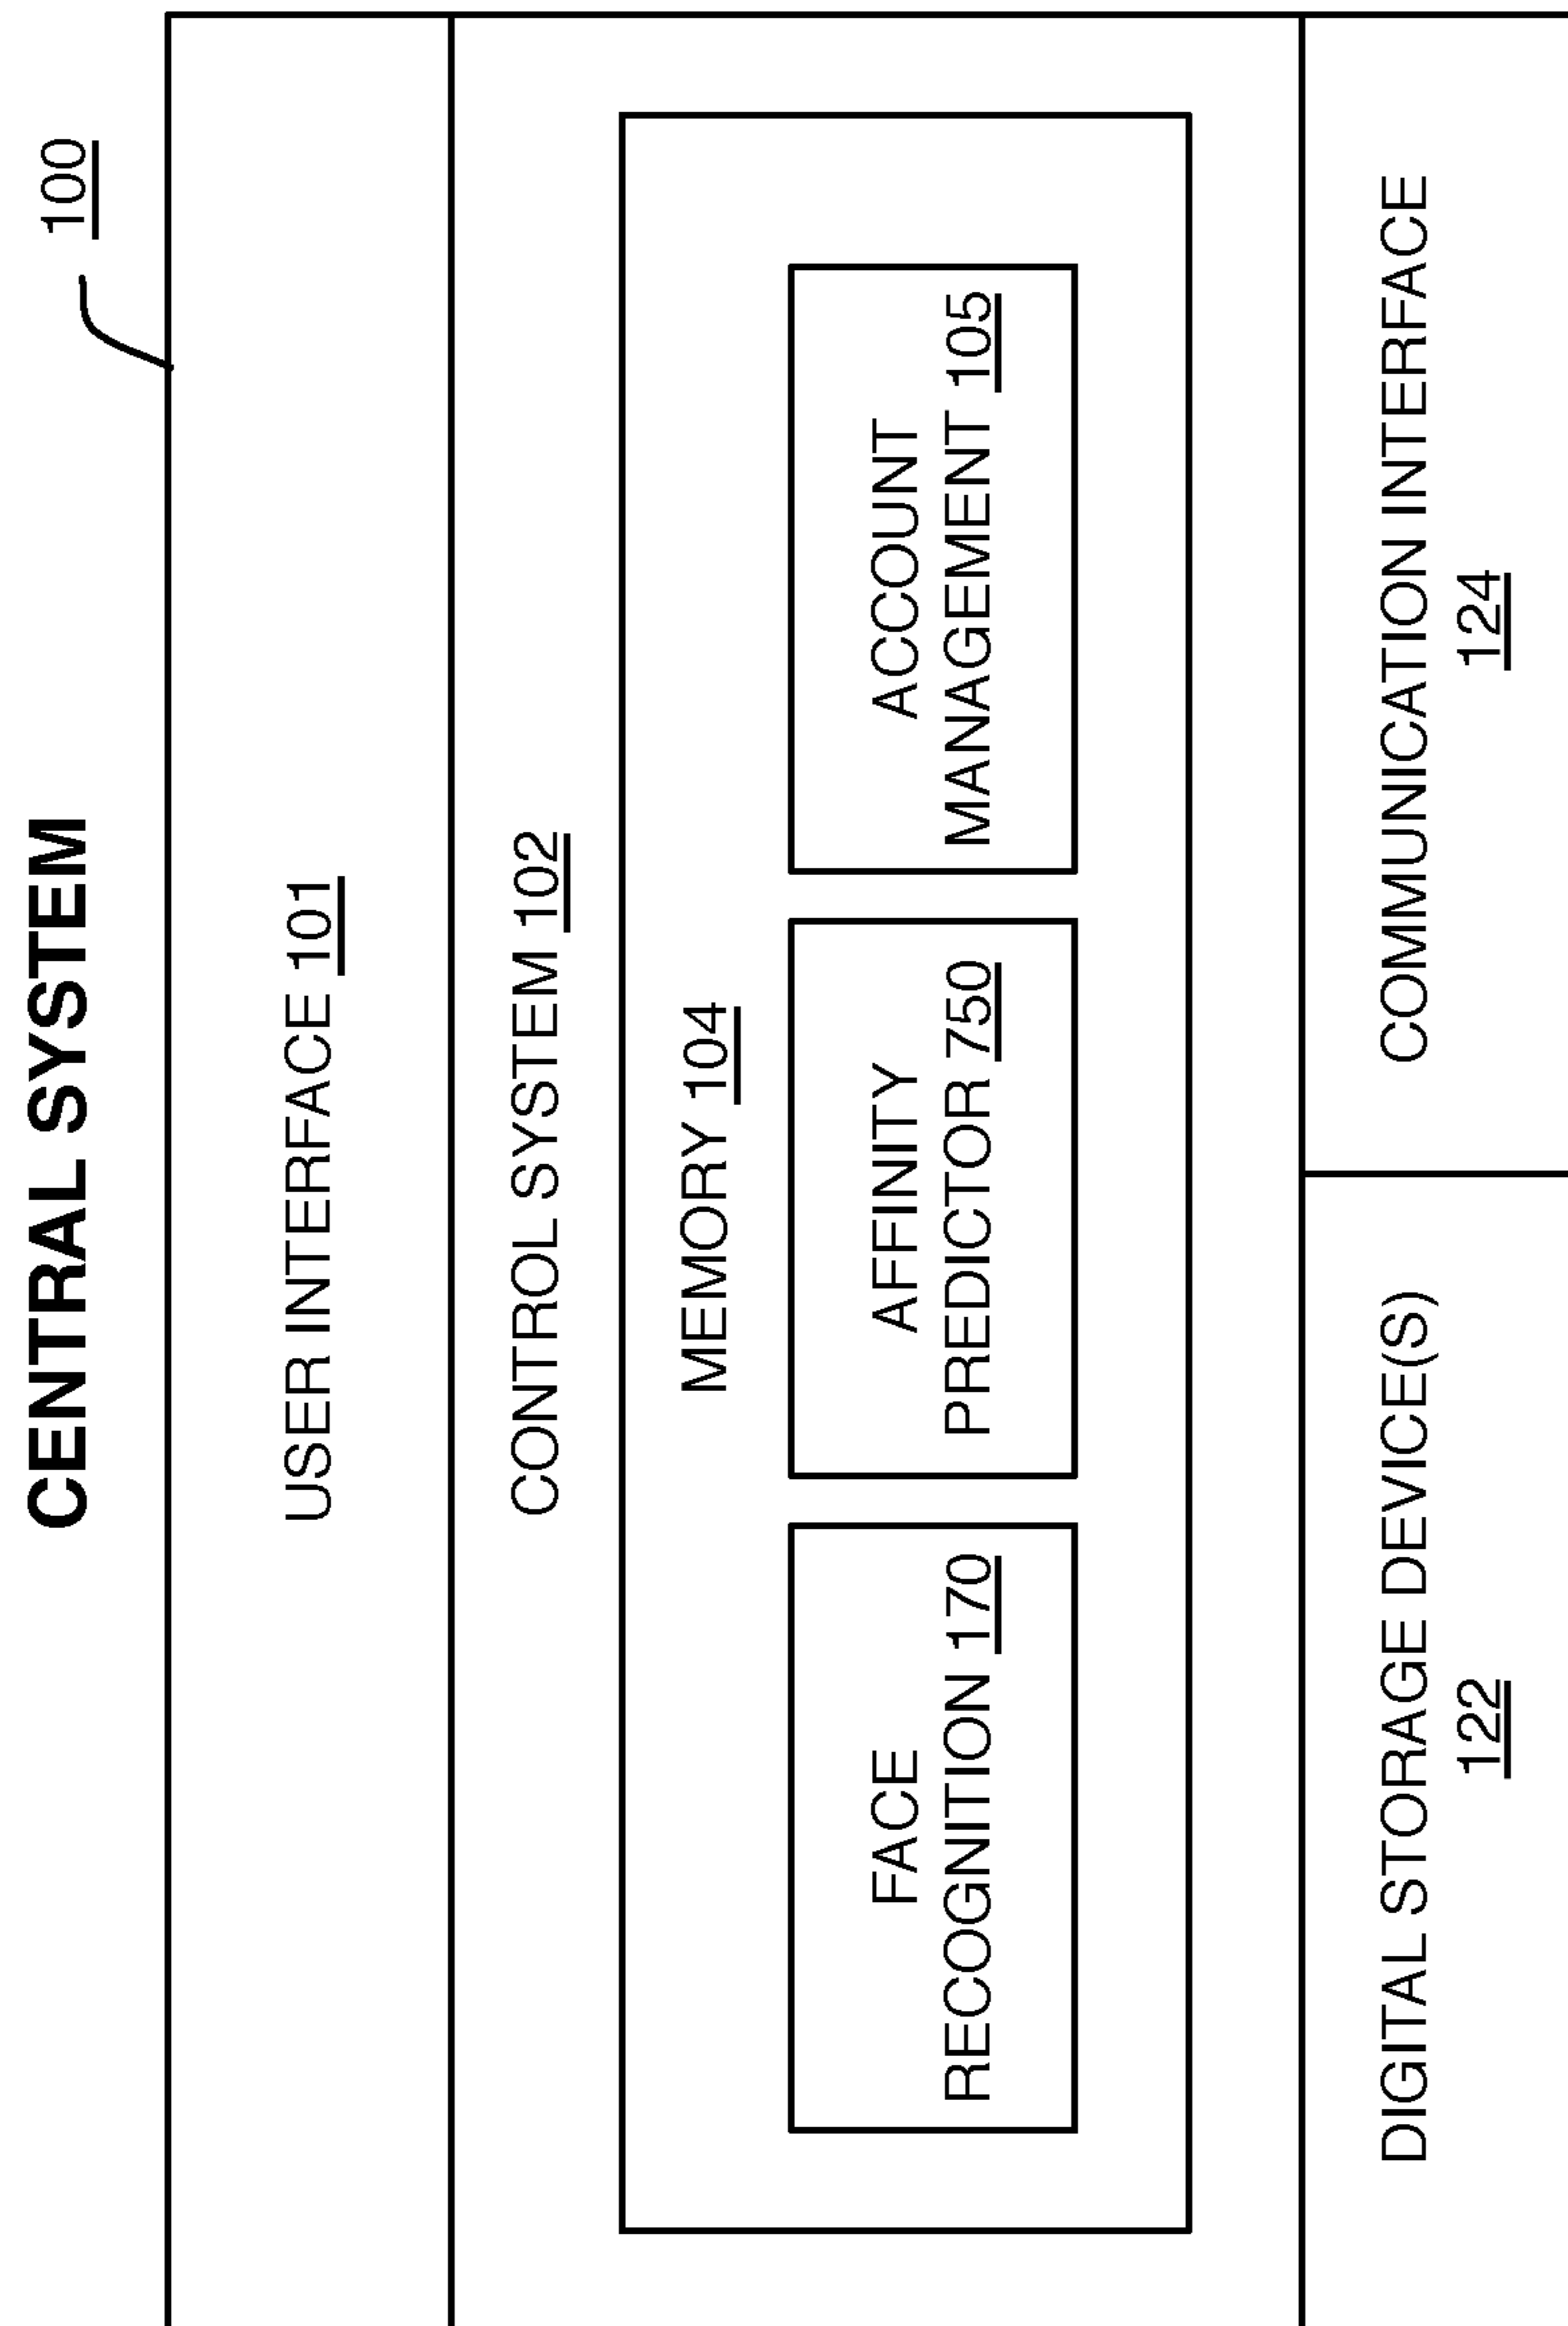 CENTRAL SYSTEM
100
USER INTERFACE 101
CONTROL SYSTEM 102
MEMORY 104
FACE
RECOGNITION 170
AFFINITY
PREDICTOR 750
ACCOUNT
MANAGEMENT 105
DIGITAL STORAGE DEVICE(S)
122
COMMUNICATION INTERFACE
124